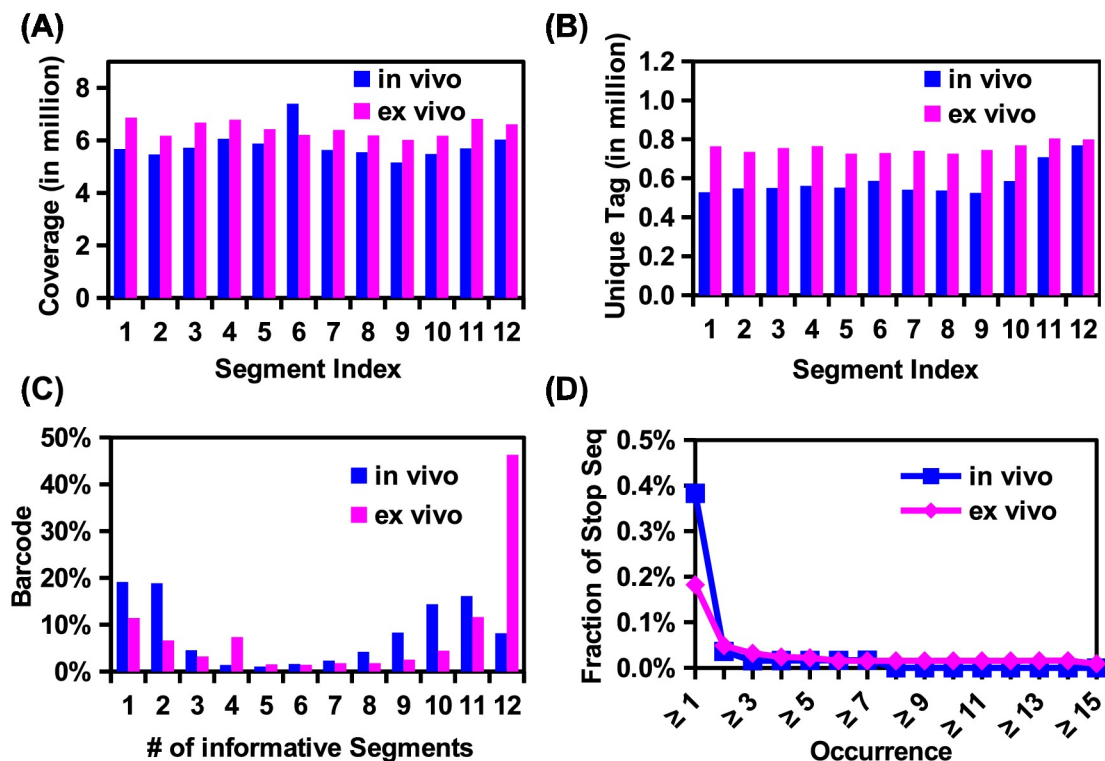 (A)
Coverage (in million)
8
6
4
2
0
in vivo
ex vivo
1 2 3 4 5 6 7 8 9 10 11 12
Segment Index
(B)
Unique Tag (in million)
1.2
1.0
0.8
0.6
0.4
0.2
0.0
in vivo
ex vivo
1 2 3 4 5 6 7 8 9 10 11 12
Segment Index
(C)
Barcode
50%
40%
30%
20%
10%
0%
in vivo
ex vivo
1 2 3 4 5 6 7 8 9 10 11 12
# of informative Segments
(D)
Fraction of Stop Seq
0.5%
0.4%
0.3%
0.2%
0.1%
0.0%
in vivo
ex vivo
≥ 1 ≥ 3 ≥ 5 ≥ 7 ≥ 9 ≥ 11 ≥ 13 ≥ 15
Occurrence